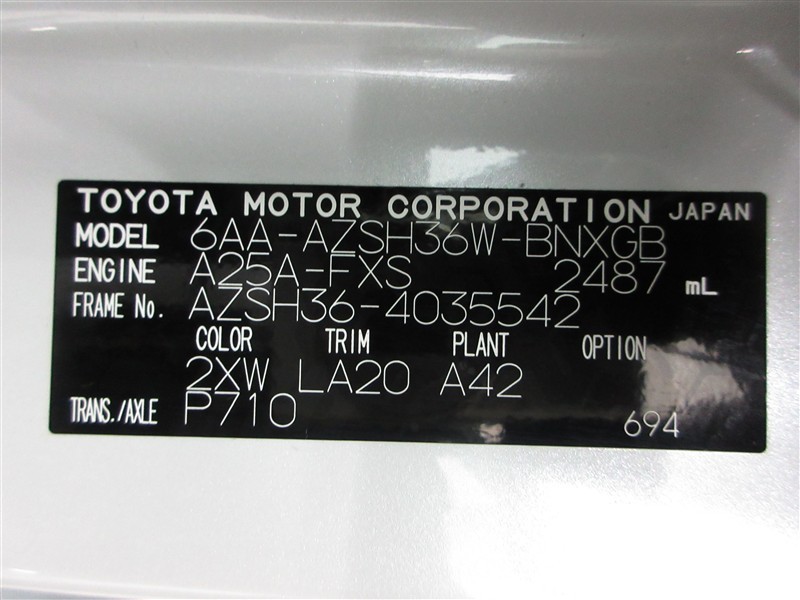 TOYOTA MOTOR CORPORATION JAPAN
MODEL 6AA-AZSH36W-BNXGB
ENGINE A25A-FXS 2487 mL
FRAME No. AZSH36-4035542
COLOR TRIM PLANT OPTION
2XW LA20 A42
TRANS./AXLE P710 694